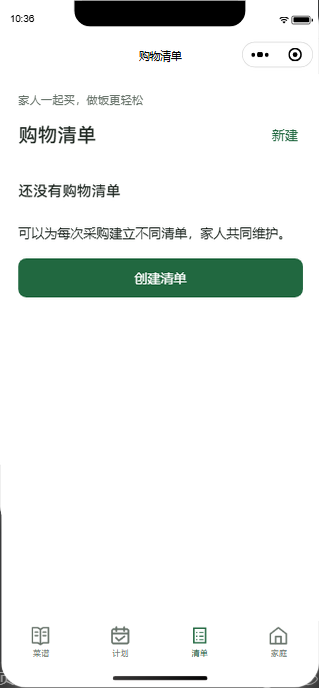 10:36
购物清单
家人一起买，做饭更轻松
购物清单
新建
还没有购物清单
可以为每次采购建立不同清单，家人共同维护。
创建清单
菜谱
计划
清单
家庭